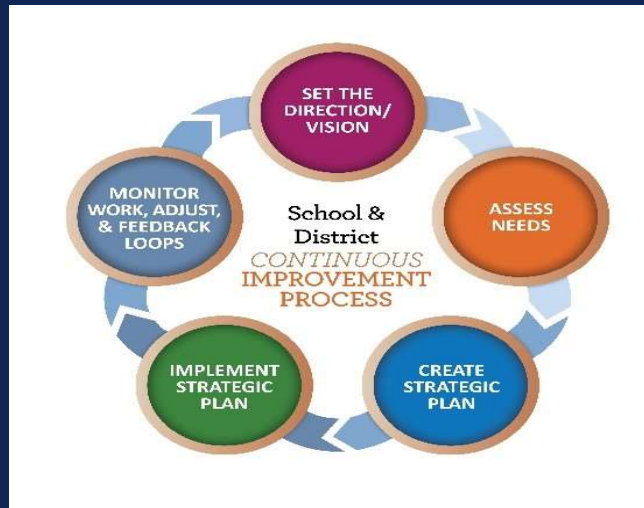 SET THE
DIRECTION/
VISION
ASSESS
NEEDS
CREATE
STRATEGIC
PLAN
IMPLEMENT
STRATEGIC
PLAN
MONITOR
WORK, ADJUST,
& FEEDBACK
LOOPS
School &
District
CONTINUOUS
IMPROVEMENT
PROCESS